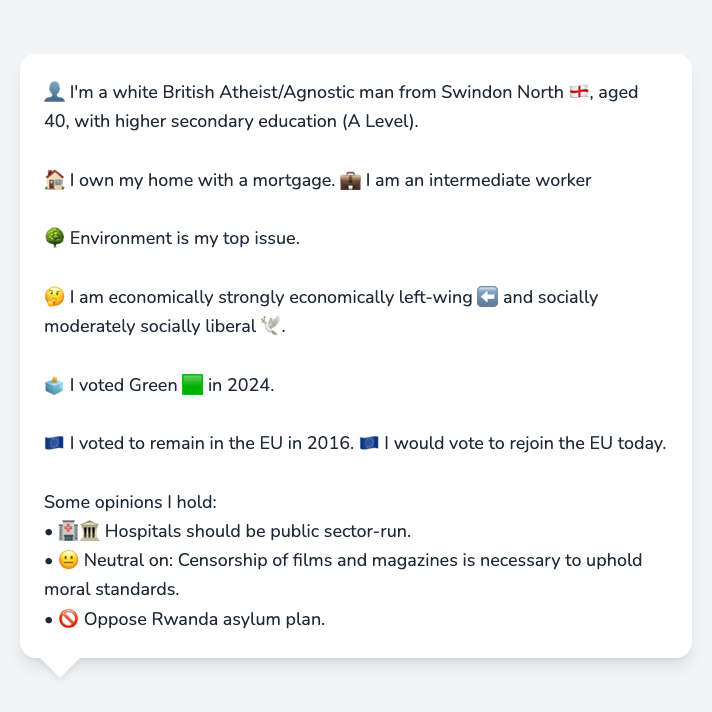 👤 I'm a white British Atheist/Agnostic man from Swindon North 🏴󠁧󠁢󠁥󠁮󠁧󠁿, aged
40, with higher secondary education (A Level).
🏠 I own my home with a mortgage. 💼 I am an intermediate worker
🌳 Environment is my top issue.
🤔 I am economically strongly economically left-wing ⬅️ and socially
moderately socially liberal 🕊️.
🗳️ I voted Green 🟩 in 2024.
🇪🇺 I voted to remain in the EU in 2016. 🇪🇺 I would vote to rejoin the EU today.
Some opinions I hold:
• 🏥🏛️ Hospitals should be public sector-run.
• 😐 Neutral on: Censorship of films and magazines is necessary to uphold
moral standards.
• 🚫 Oppose Rwanda asylum plan.